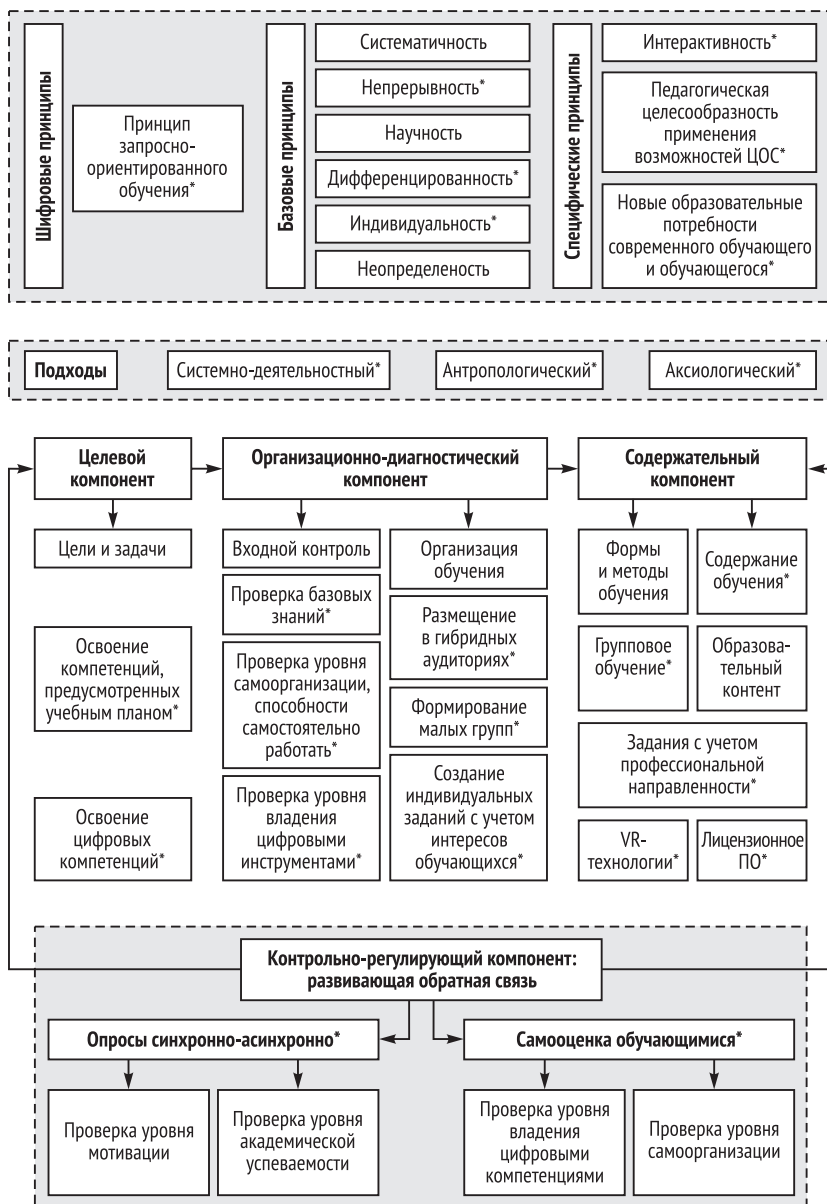 Шифровые принципы
Принцип
запросно-
ориентированного
обучения*
Базовые принципы
Систематичность
Непрерывность*
Научность
Дифференцированность*
Индивидуальность*
Неопределеность
Специфические принципы
Интерактивность*
Педагогическая
целесообразность
применения
возможностей ЦОС*
Новые образовательные
потребности
современного обучающего
и обучающегося*
Подходы
Системно-деятельностный*
Антропологический*
Аксиологический*
Целевой
компонент
Организационно-диагностический
компонент
Содержательный
компонент
Цели и задачи
Освоение
компетенций,
предусмотренных
учебным планом*
Освоение
цифровых
компетенций*
Входной контроль
Проверка базовых
знаний*
Проверка уровня
самоорганизации,
способности
самостоятельно
работать*
Проверка уровня
владения
цифровыми
инструментами*
Организация
обучения
Размещение
в гибридных
аудиториях*
Формирование
малых групп*
Создание
индивидуальных
заданий с учетом
интересов
обучающихся*
Формы
и методы
обучения
Содержание
обучения*
Групповое
обучение*
Образова-
тельный
контент
Задания с учетом
профессиональной
направленности*
VR-
технологии*
Лицензионное
ПО*
Контрольно-регулирующий компонент:
развивающая обратная связь
Опросы синхронно-асинхронно*
Самооценка обучающимися*
Проверка уровня
мотивации
Проверка уровня
академической
успеваемости
Проверка уровня
владения
цифровыми
компетенциями
Проверка уровня
самоорганизации